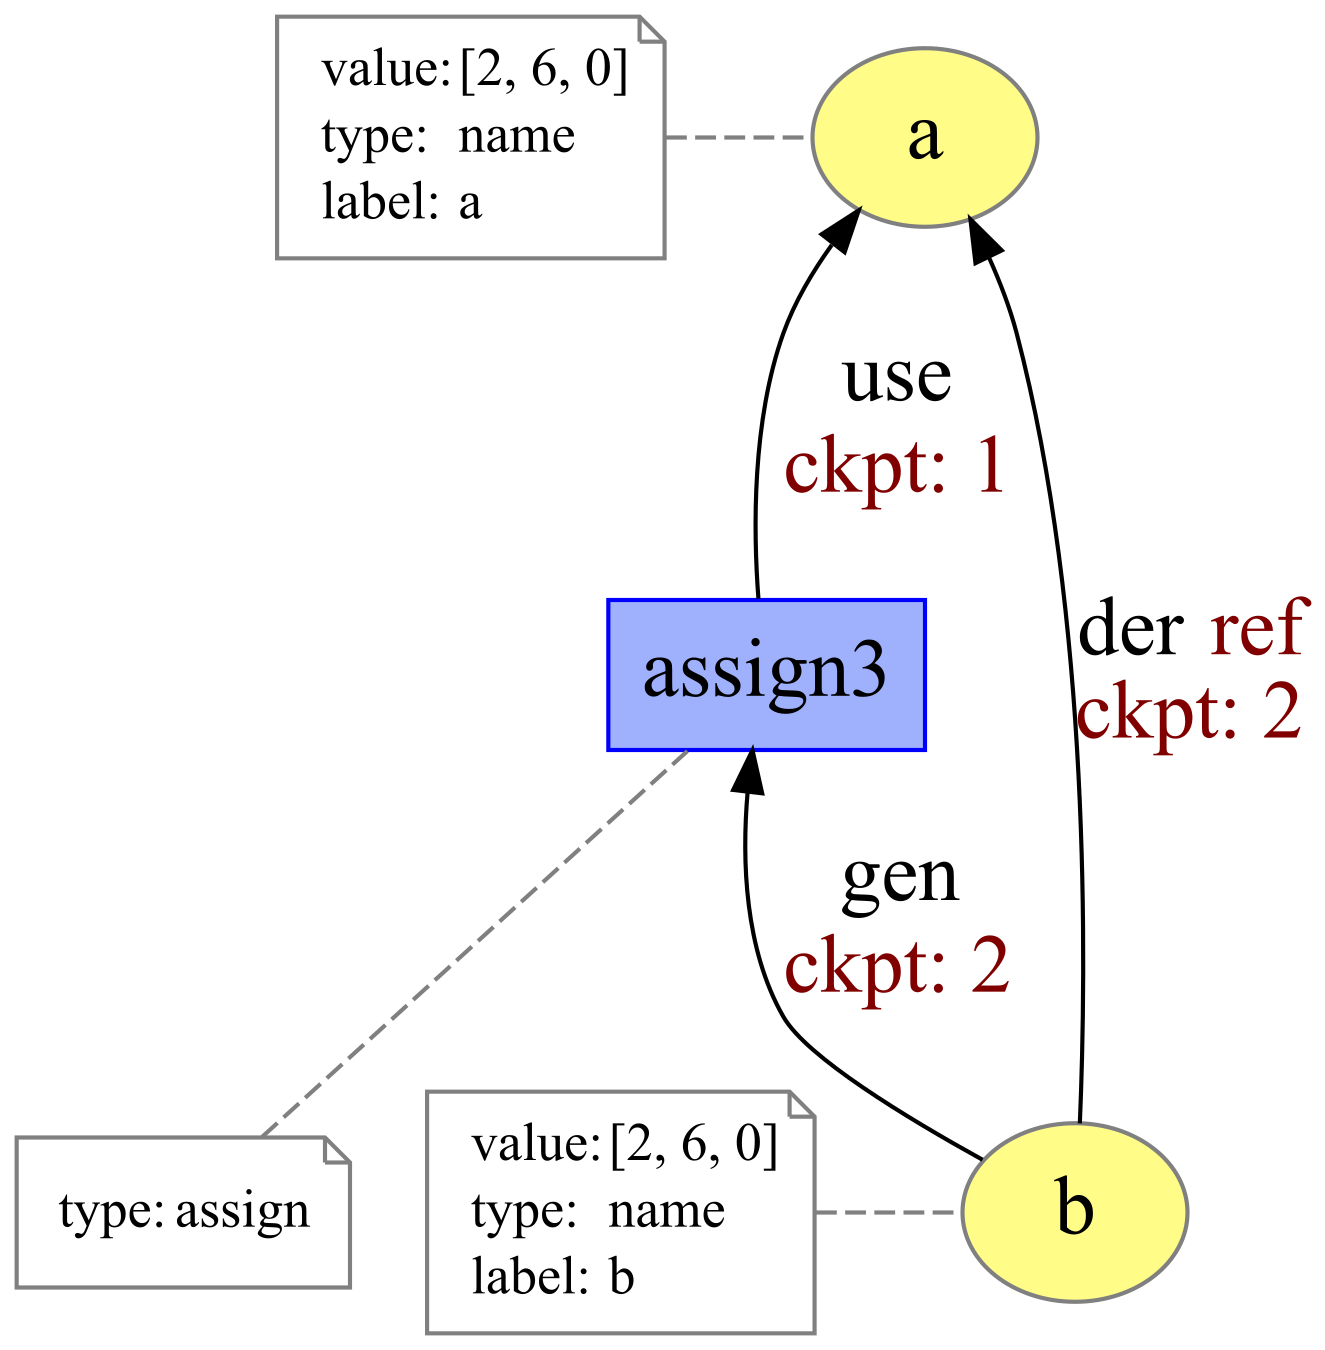 value: [2, 6, 0]
type: name
label: a
a
use
ckpt: 1
der ref
ckpt: 2
assign3
gen
ckpt: 2
type: assign
value: [2, 6, 0]
type: name
label: b
b